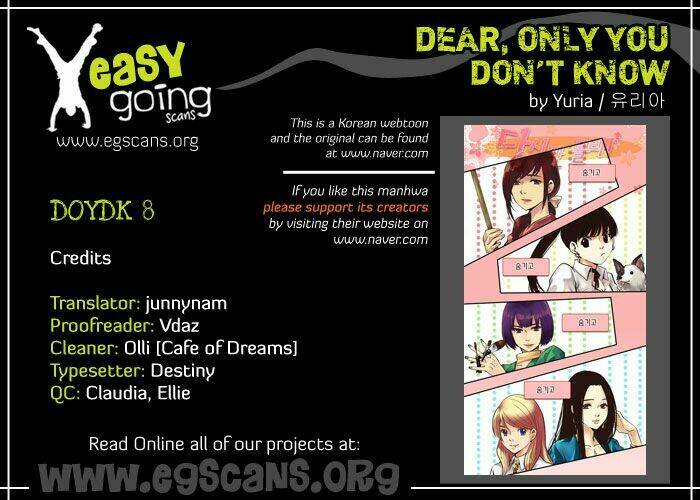 easy
going
scans
www.egscans.org
DEAR, ONLY YOU
DON'T KNOW
by Yuria / 유리아
This is a Korean webtoon
and the original can be found
at www.naver.com
If you like this manhwa
please support its creators
by visiting their website on
www.naver.com
DOYDK 8
Credits
Translator: junnynam
Proofreader: Vdaz
Cleaner: Olli [Cafe of Dreams]
Typesetter: Destiny
QC: Claudia, Ellie
Read Online all of our projects at:
www.egscans.org
숨기고
숨기고
숨기고
숨기고